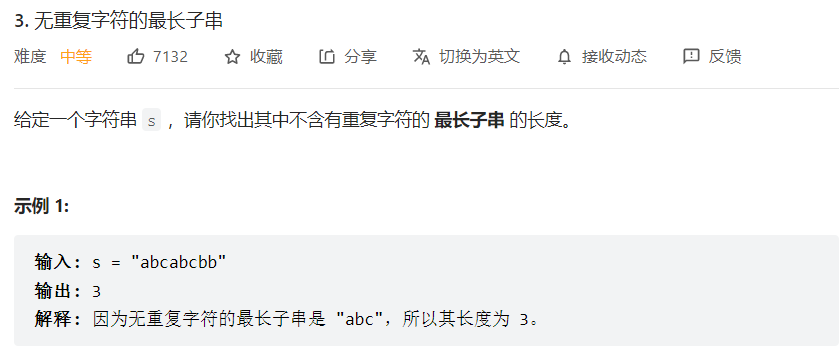 3. 无重复字符的最长子串
难度 中等 7132 收藏 分享 切换为英文 接收动态 反馈
给定一个字符串 s ，请你找出其中不含有重复字符的 最长子串 的长度。
示例 1:
输入: s = "abcabcbb"
输出: 3
解释: 因为无重复字符的最长子串是 "abc"，所以其长度为 3。